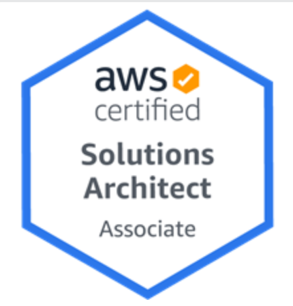 aws
certified
Solutions
Architect
Associate